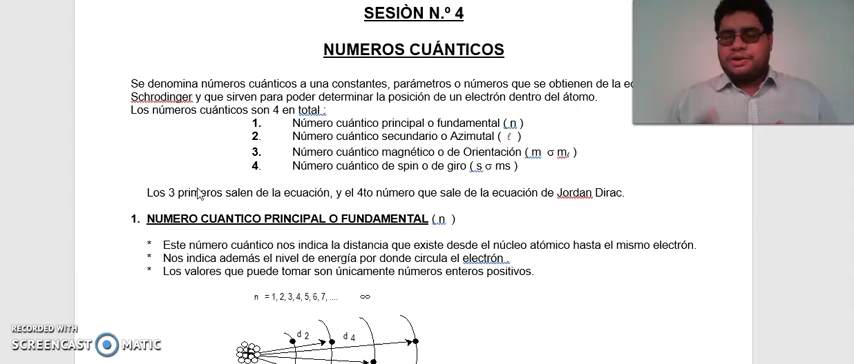 SESIÒN N.º 4
NUMEROS CUÁNTICOS
Se denomina números cuánticos a una constantes, parámetros o números que se obtienen de la
Schrodinger y que sirven para poder determinar la posición de un electrón dentro del átomo.
Los números cuánticos son 4 en total :
1. Número cuántico principal o fundamental ( n )
2. Número cuántico secundario o Azimutal ( ℓ )
3. Número cuántico magnético o de Orientación ( m σ mℓ )
4. Número cuántico de spin o de giro ( s σ ms )
Los 3 primeros salen de la ecuación, y el 4to número que sale de la ecuación de Jordan Dirac.
1. NUMERO CUANTICO PRINCIPAL O FUNDAMENTAL ( n )
* Este número cuántico nos indica la distancia que existe desde el núcleo atómico hasta el mismo electrón.
* Nos indica además el nivel de energía por donde circula el electrón .
* Los valores que puede tomar son únicamente números enteros positivos.
n = 1, 2, 3, 4, 5, 6, 7, .... ∞
d 2 d 4
RECORDED WITH
SCREENCAST MATIC